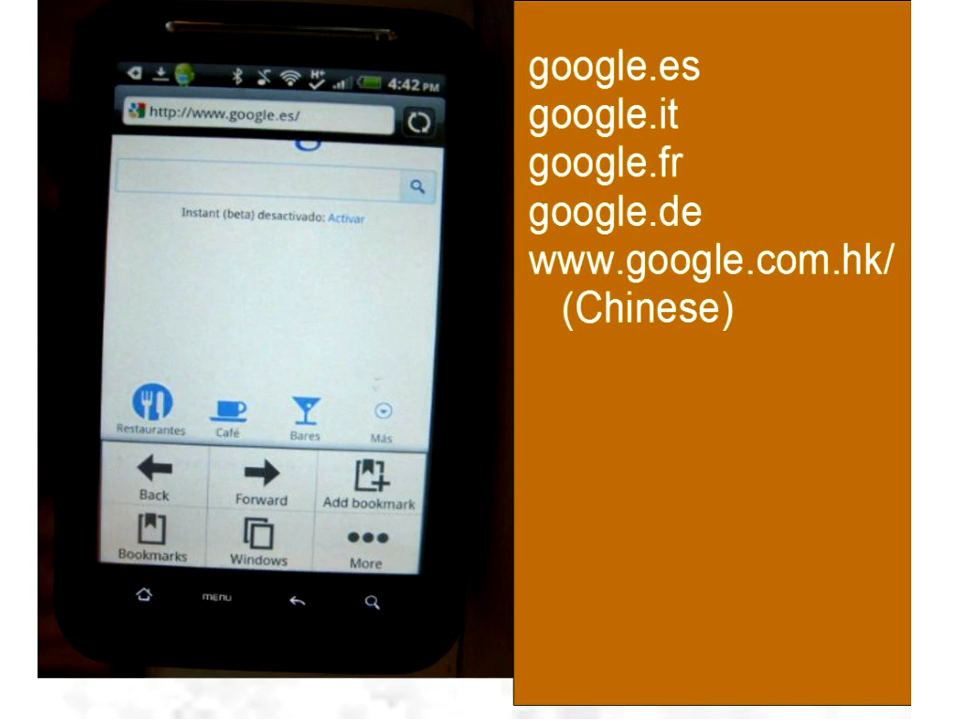 H+
4:42 PM
http://www.google.es/
Instant (beta) desactivado: Activar
Restaurantes
Café
Bares
Más
Back
Forward
Add bookmark
Bookmarks
Windows
More
menu
google.es
google.it
google.fr
google.de
www.google.com.hk/
(Chinese)